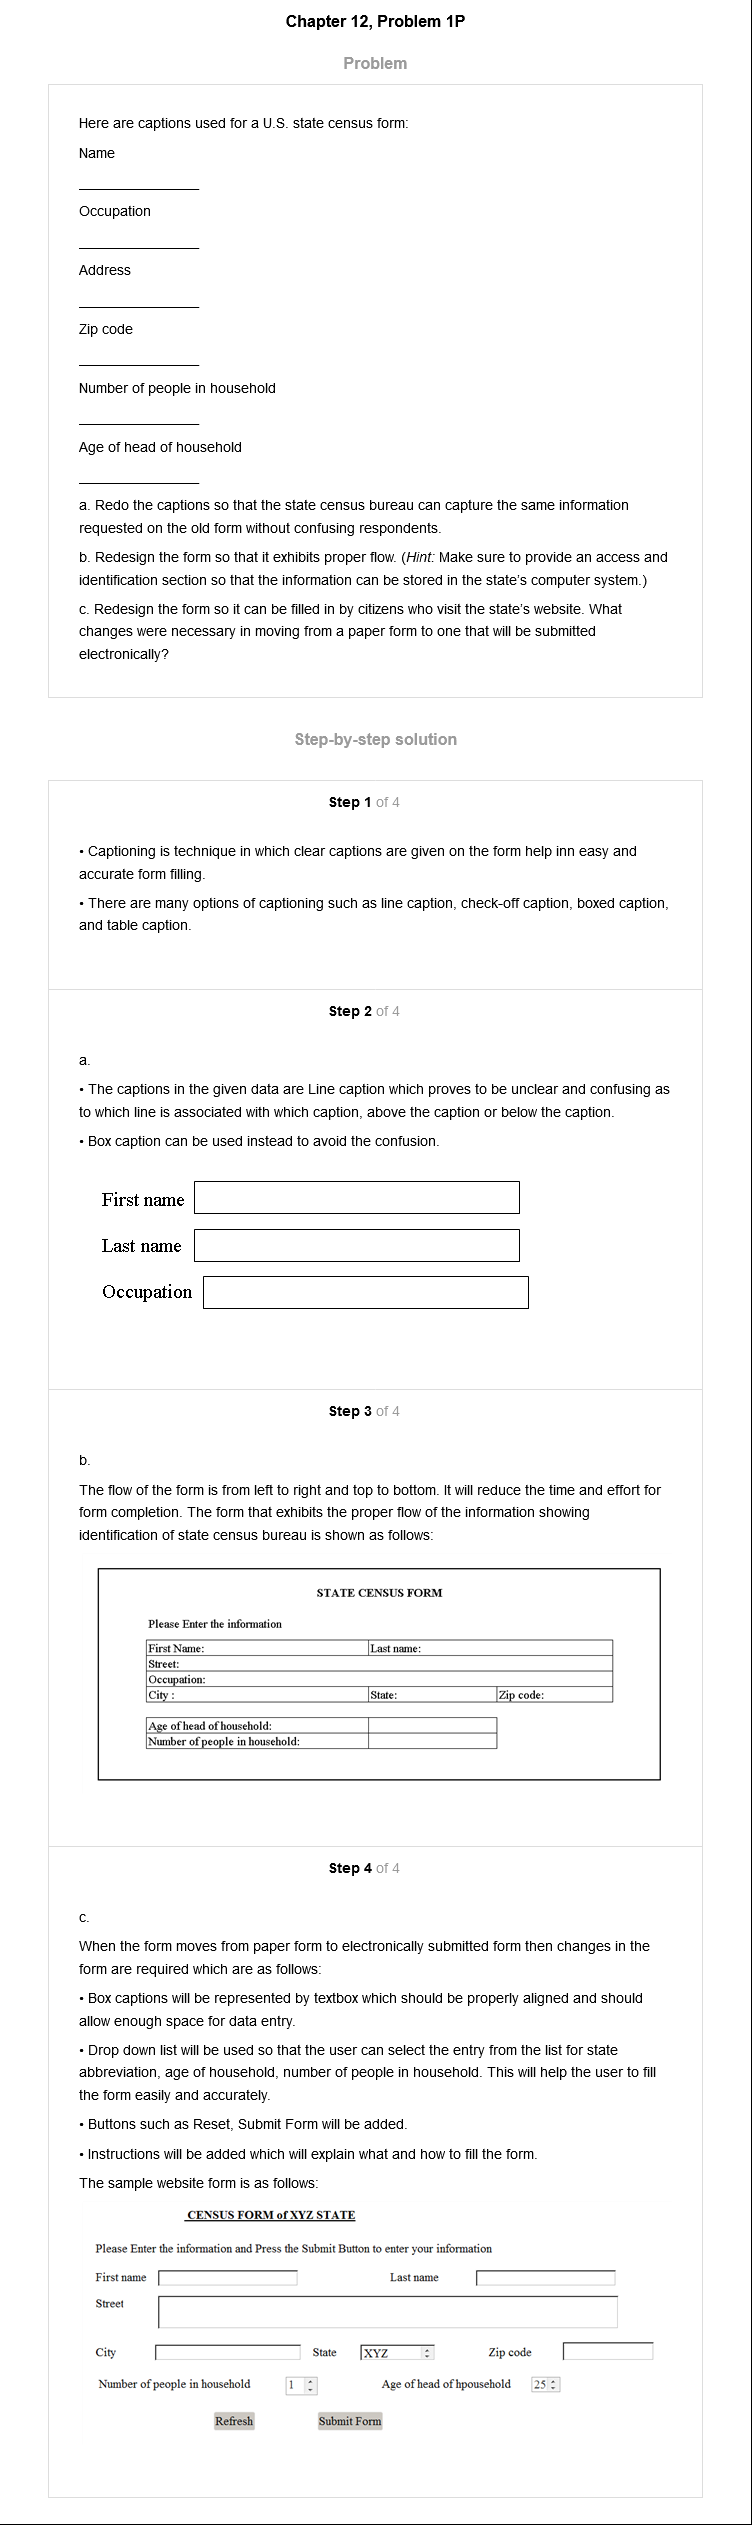 Chapter 12, Problem 1P
Problem
Here are captions used for a U.S. state census form:
Name
Occupation
Address
Zip code
Number of people in household
Age of head of household
a. Redo the captions so that the state census bureau can capture the same information
requested on the old form without confusing respondents.
b. Redesign the form so that it exhibits proper flow. (Hint: Make sure to provide an access and
identification section so that the information can be stored in the state's computer system.)
c. Redesign the form so it can be filled in by citizens who visit the state's website. What
changes were necessary in moving from a paper form to one that will be submitted
electronically?
Step-by-step solution
Step 1 of 4
• Captioning is technique in which clear captions are given on the form help inn easy and
accurate form filling.
• There are many options of captioning such as line caption, check-off caption, boxed caption,
and table caption.
Step 2 of 4
a.
• The captions in the given data are Line caption which proves to be unclear and confusing as
to which line is associated with which caption, above the caption or below the caption.
• Box caption can be used instead to avoid the confusion.
First name
Last name
Occupation
Step 3 of 4
b.
The flow of the form is from left to right and top to bottom. It will reduce the time and effort for
form completion. The form that exhibits the proper flow of the information showing
identification of state census bureau is shown as follows:
STATE CENSUS FORM
Please Enter the information
First Name: Last name:
Street:
Occupation:
City : State: Zip code:
Age of head of household:
Number of people in household:
Step 4 of 4
c.
When the form moves from paper form to electronically submitted form then changes in the
form are required which are as follows:
• Box captions will be represented by textbox which should be properly aligned and should
allow enough space for data entry.
• Drop down list will be used so that the user can select the entry from the list for state
abbreviation, age of household, number of people in household. This will help the user to fill
the form easily and accurately.
• Buttons such as Reset, Submit Form will be added.
• Instructions will be added which will explain what and how to fill the form.
The sample website form is as follows:
CENSUS FORM of XYZ STATE
Please Enter the information and Press the Submit Button to enter your information
First name Last name
Street
City State XYZ Zip code
Number of people in household 1 Age of head of hpousehold 25
Refresh Submit Form